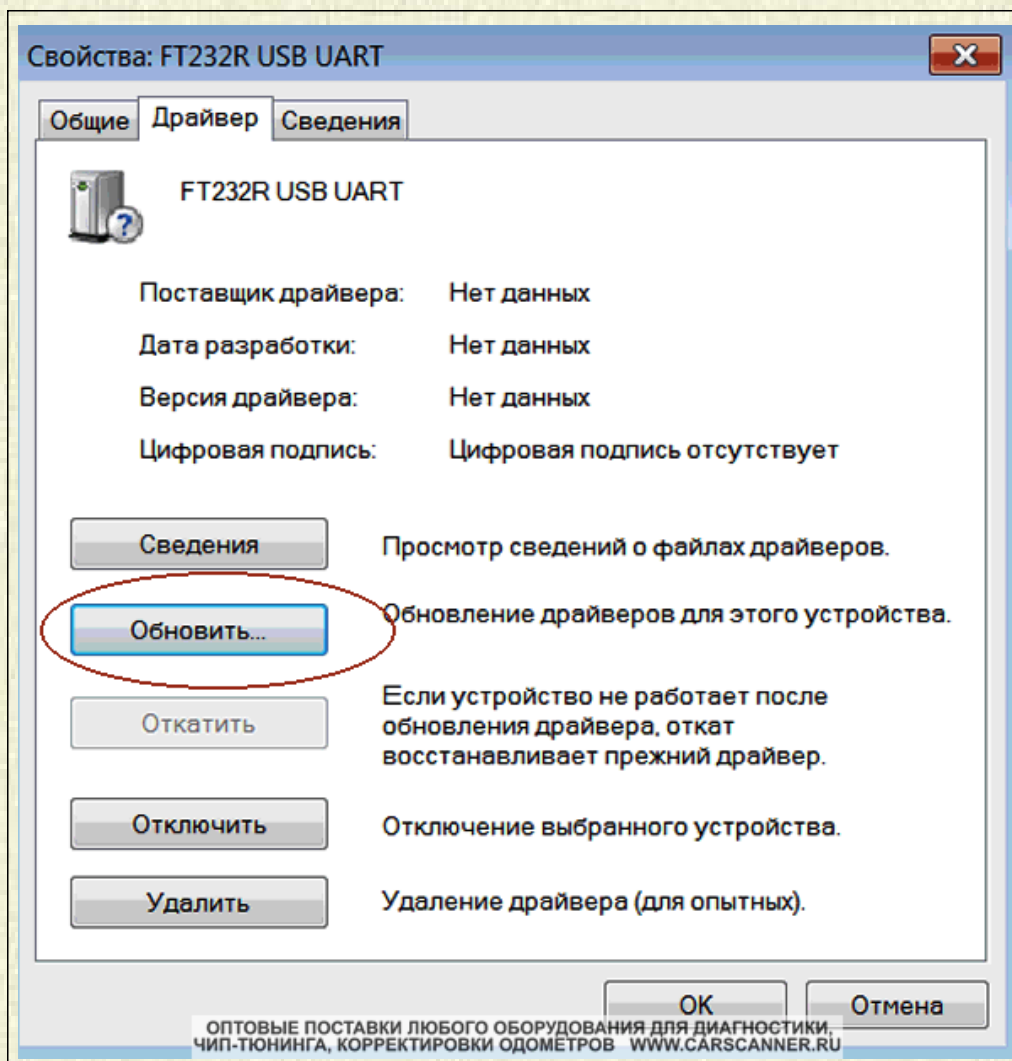 Свойства: FT232R USB UART
Общие Драйвер Сведения
FT232R USB UART
Поставщик драйвера: Нет данных
Дата разработки: Нет данных
Версия драйвера: Нет данных
Цифровая подпись: Цифровая подпись отсутствует
Сведения Просмотр сведений о файлах драйверов.
Обновить... Обновление драйверов для этого устройства.
Откатить Если устройство не работает после
обновления драйвера, откат
восстанавливает прежний драйвер.
Отключить Отключение выбранного устройства.
Удалить Удаление драйвера (для опытных).
OK Отмена
ОПТОВЫЕ ПОСТАВКИ ЛЮБОГО ОБОРУДОВАНИЯ ДЛЯ ДИАГНОСТИКИ,
ЧИП-ТЮНИНГА, КОРРЕКТИРОВКИ ОДОМЕТРОВ WWW.CARSCANNER.RU